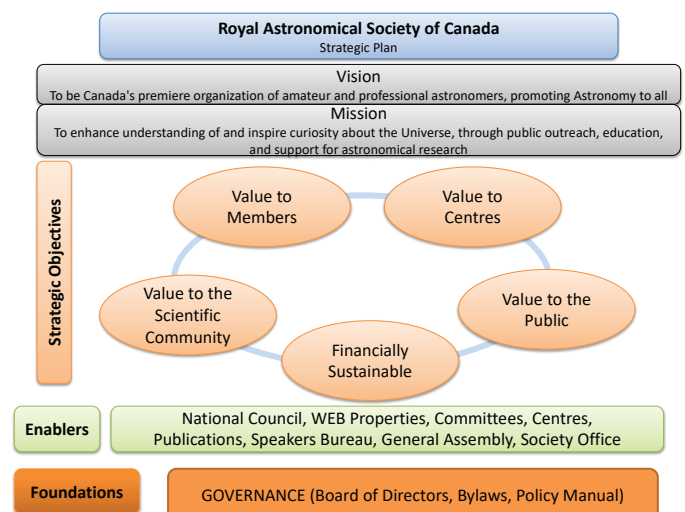 Royal Astronomical Society of Canada
Strategic Plan
Vision
To be Canada's premiere organization of amateur and professional astronomers, promoting Astronomy to all
Mission
To enhance understanding of and inspire curiosity about the Universe, through public outreach, education,
and support for astronomical research
Strategic Objectives
Value to
Members
Value to
Centres
Value to the
Scientific
Community
Value to the
Public
Financially
Sustainable
Enablers
National Council, WEB Properties, Committees, Centres,
Publications, Speakers Bureau, General Assembly, Society Office
Foundations
GOVERNANCE (Board of Directors, Bylaws, Policy Manual)